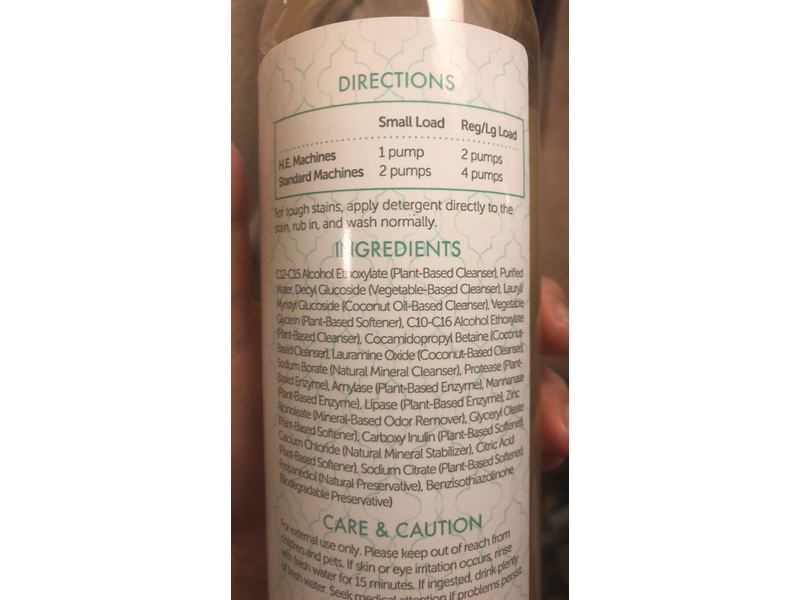 DIRECTIONS
Small Load Reg/Lg Load
H.E. Machines 1 pump 2 pumps
Standard Machines 2 pumps 4 pumps
For tough stains, apply detergent directly to the
stain, rub in, and wash normally.
INGREDIENTS
C12-C15 Alcohol Ethoxylate (Plant-Based Cleanser), Purified
Water, Decyl Glucoside (Vegetable-Based Cleanser), Lauryl/
Myristyl Glucoside (Coconut Oil-Based Cleanser), Vegetable
Glycerin (Plant-Based Softener), C10-C16 Alcohol Ethoxylate
(Plant-Based Cleanser), Cocamidopropyl Betaine (Coconut-
Based Cleanser), Lauramine Oxide (Coconut-Based Cleanser),
Sodium Borate (Natural Mineral Cleanser), Protease (Plant-
Based Enzyme), Amylase (Plant-Based Enzyme), Mannanase
(Plant-Based Enzyme), Lipase (Plant-Based Enzyme), Zinc
Ricinoleate (Mineral-Based Odor Remover), Glyceryl Oleate
(Plant-Based Softener), Carboxy Inulin (Plant-Based Softener),
Calcium Chloride (Natural Mineral Stabilizer), Citric Acid
(Plant-Based Softener), Sodium Citrate (Plant-Based Softener),
Propanediol (Natural Preservative), Benzisothiazolinone
(Biodegradable Preservative)
CARE & CAUTION
For external use only. Please keep out of reach from
children and pets. If skin or eye irritation occurs, rinse
with fresh water for 15 minutes. If ingested, drink plenty
of fresh water. Seek medical attention if problems persist.